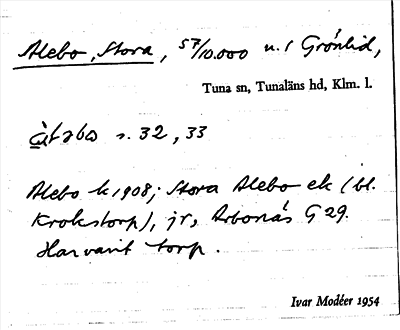 Alebo, Stora, 57/10.000 n. f Grönlid,
Tuna sn, Tunaläns hd, Klm. l.
s. 32, 33
Alebo k 1908; Stora Alebo ek (bl.
Krokstorp), jr, Arbonäs G 29.
Har varit torp.
Ivar Modéer 1954